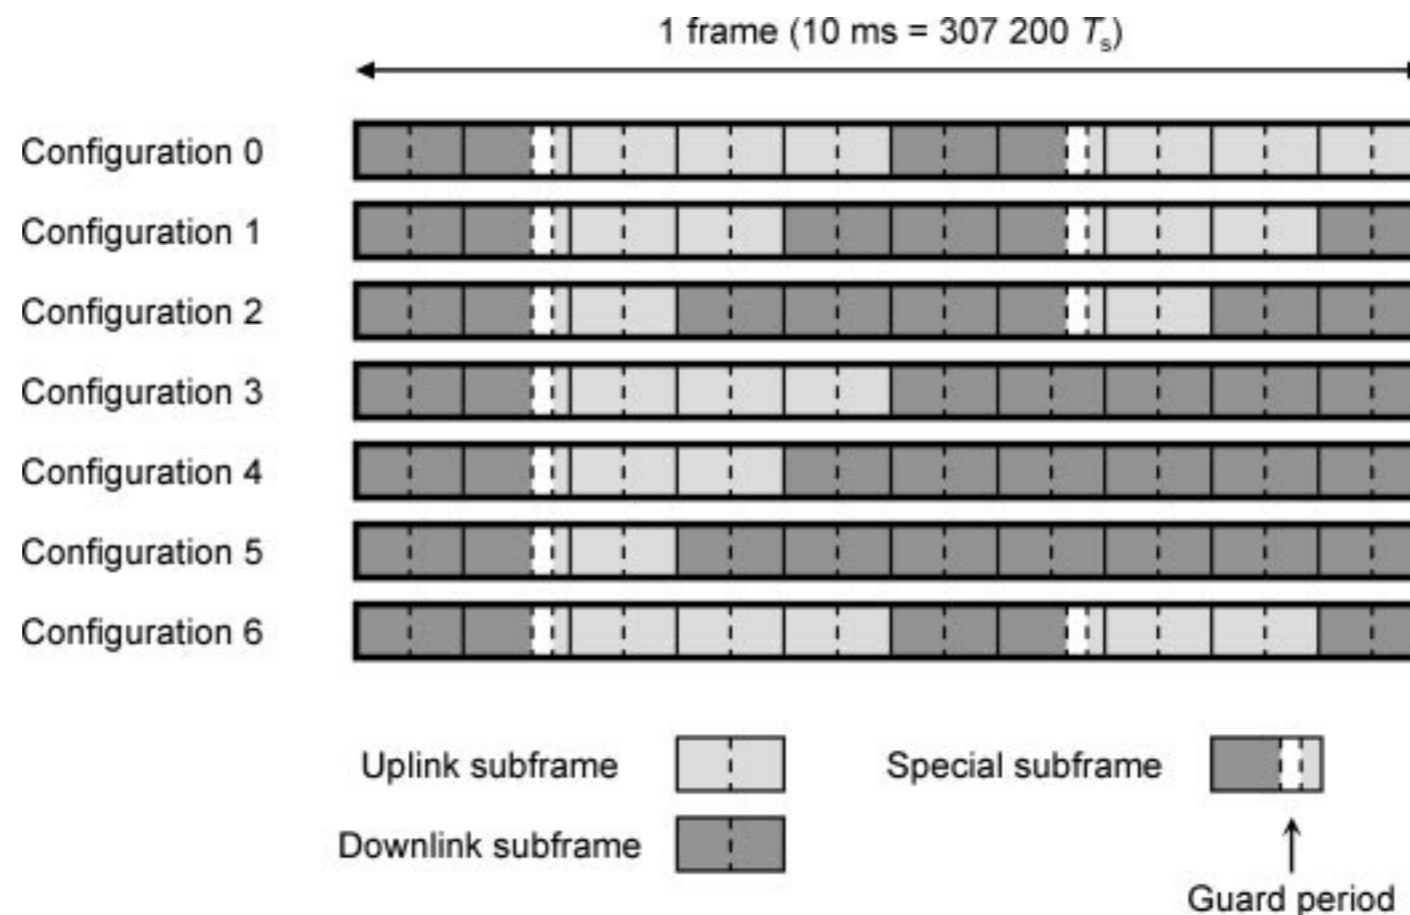 1 frame (10 ms = 307 200 Ts)
Configuration 0
Configuration 1
Configuration 2
Configuration 3
Configuration 4
Configuration 5
Configuration 6
Uplink subframe
Special subframe
Downlink subframe
Guard period